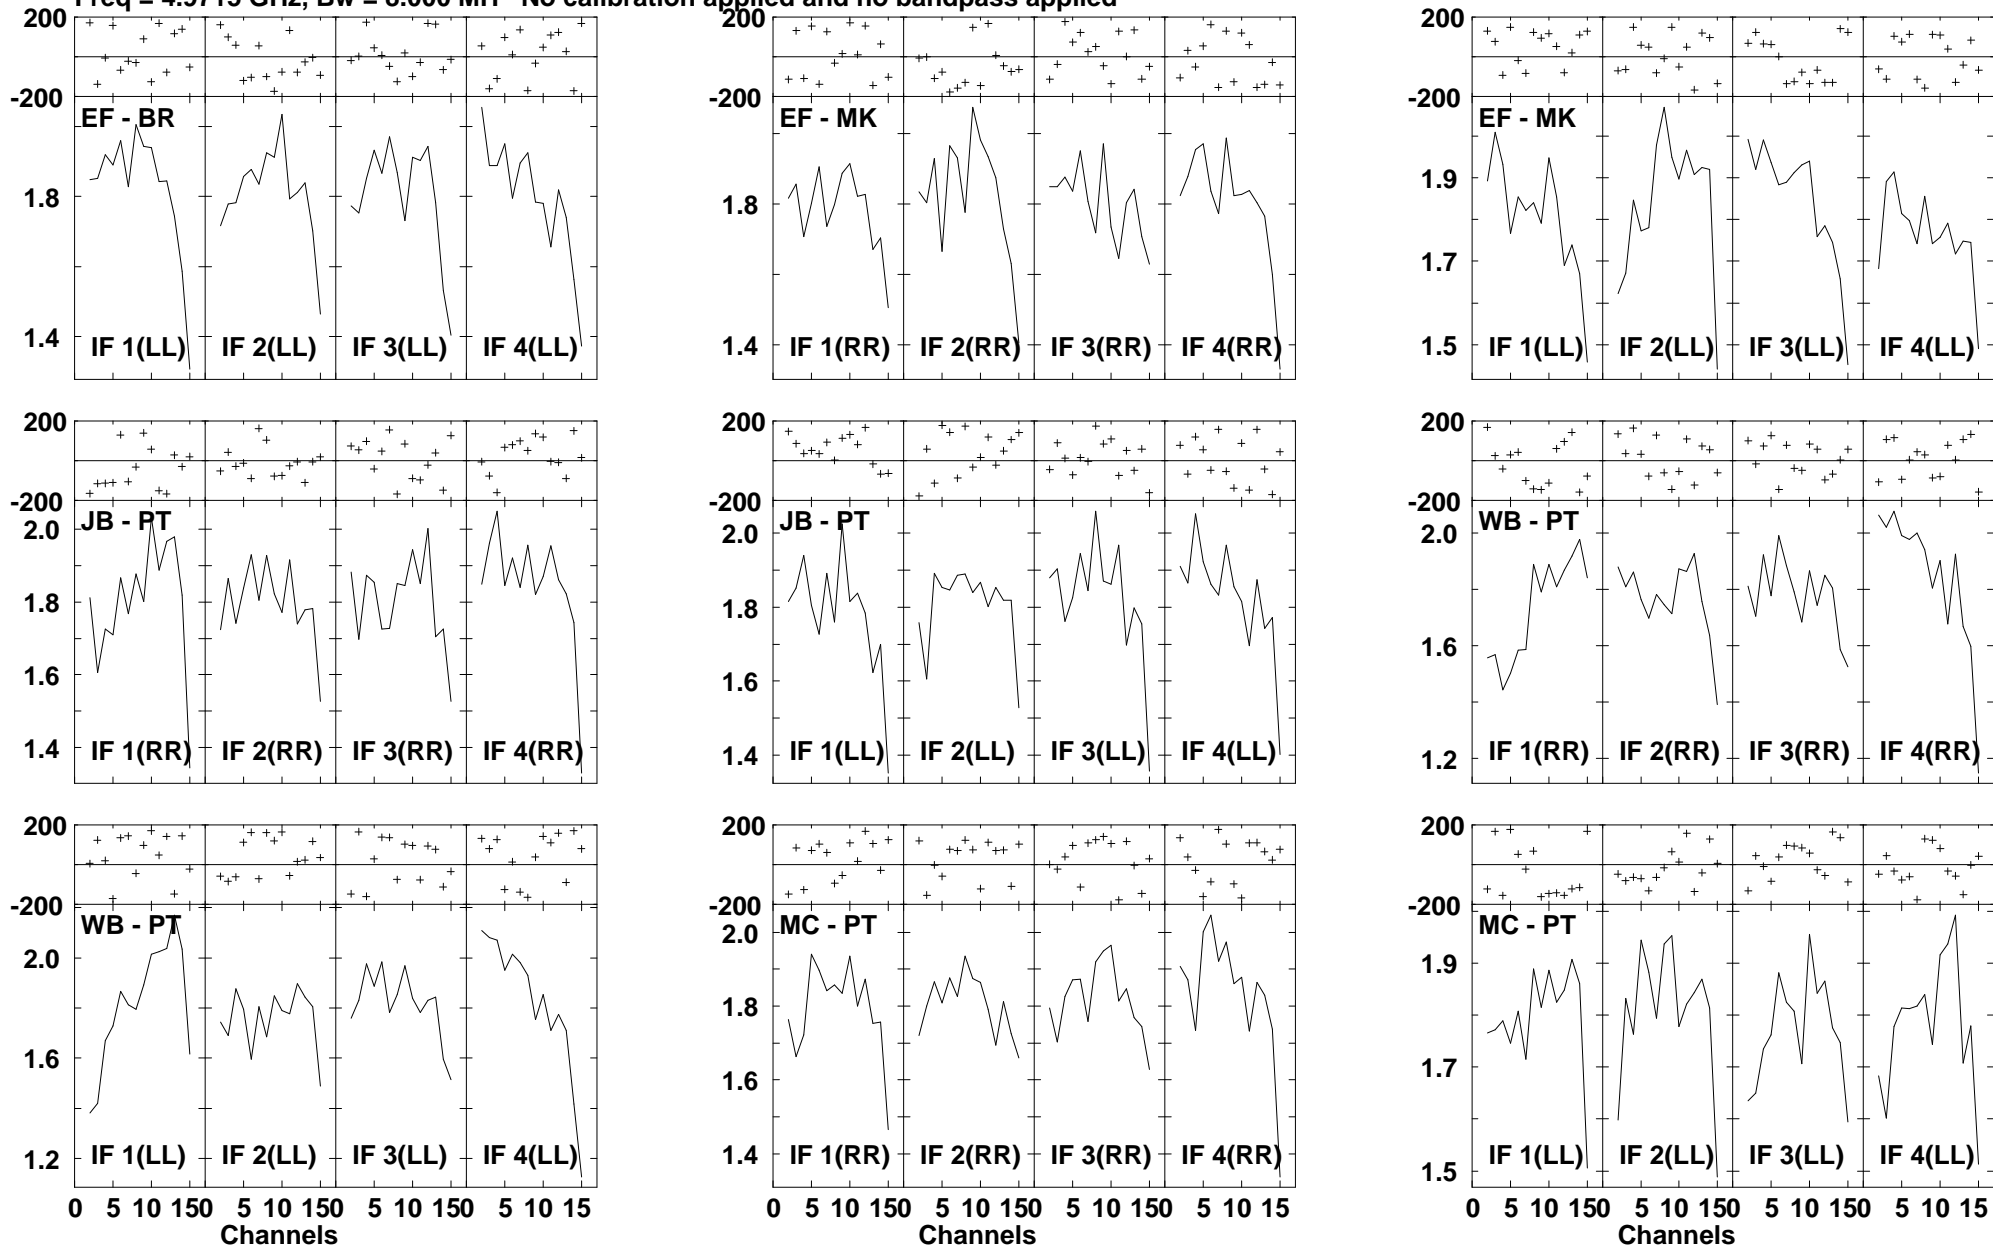 Freq = 4.9715 GHz, Bw = 8.000 MH No calibration applied and no bandpass applied
200 200 200
-200 -200 -200
EF - BR EF - MK EF - MK
1.8 1.8 1.9
1.7
1.4 1.4 1.5
IF 1(LL) IF 2(LL) IF 3(LL) IF 4(LL) IF 1(RR) IF 2(RR) IF 3(RR) IF 4(RR) IF 1(LL) IF 2(LL) IF 3(LL) IF 4(LL)
200 200 200
-200 -200 -200
JB - PT JB - PT WB - PT
2.0 2.0 2.0
1.8 1.8
1.6 1.6 1.6
1.4 1.4 1.2
IF 1(RR) IF 2(RR) IF 3(RR) IF 4(RR) IF 1(LL) IF 2(LL) IF 3(LL) IF 4(LL) IF 1(RR) IF 2(RR) IF 3(RR) IF 4(RR)
200 200 200
-200 -200 -200
WB - PT MC - PT MC - PT
2.0 2.0 1.9
1.8 1.8
1.6 1.6 1.7
1.2 1.4 1.5
IF 1(LL) IF 2(LL) IF 3(LL) IF 4(LL) IF 1(RR) IF 2(RR) IF 3(RR) IF 4(RR) IF 1(LL) IF 2(LL) IF 3(LL) IF 4(LL)
0 5 10 150 5 10 150 5 10 150 5 10 15 0 5 10 150 5 10 150 5 10 150 5 10 15 0 5 10 150 5 10 150 5 10 150 5 10 15
Channels Channels Channels